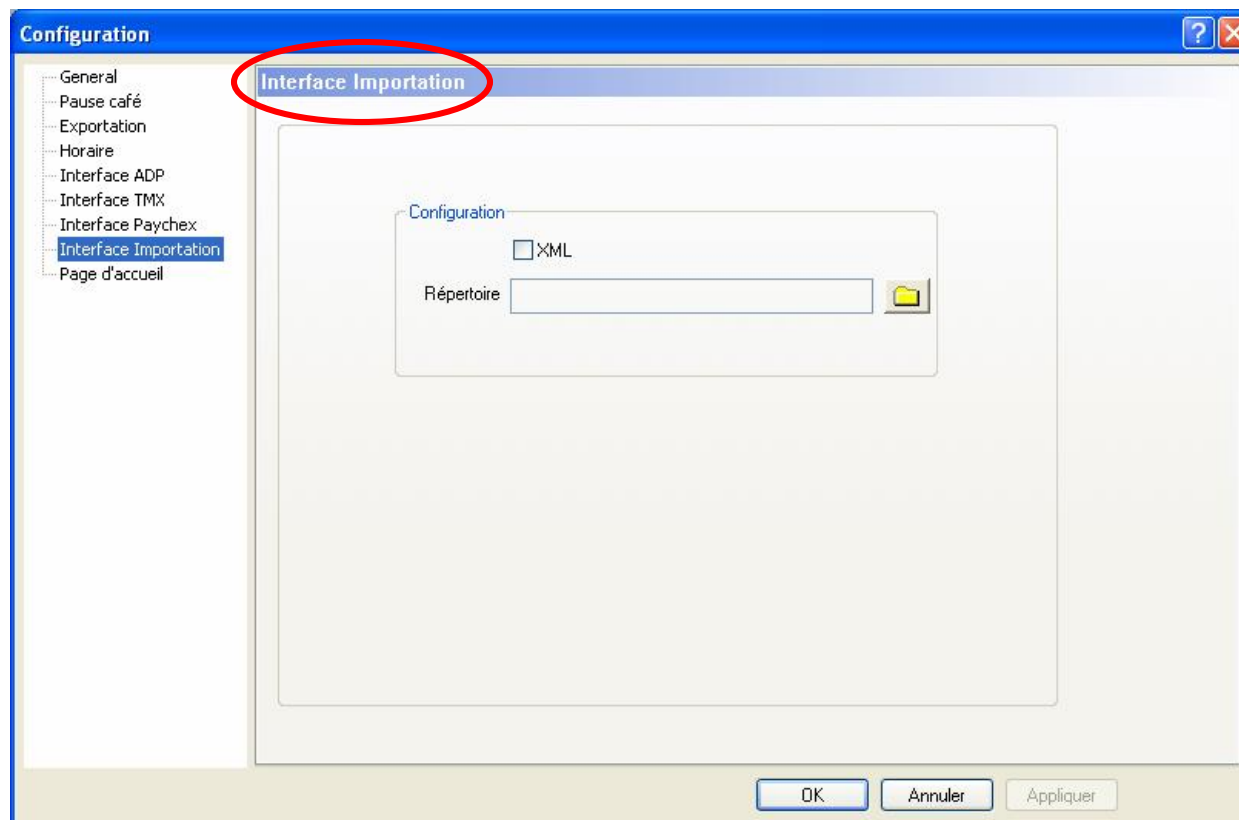 Configuration
General
Pause café
Exportation
Horaire
Interface ADP
Interface TMX
Interface Paychex
Interface Importation
Page d'accueil
Interface Importation
Configuration
XML
Répertoire
OK
Annuler
Appliquer